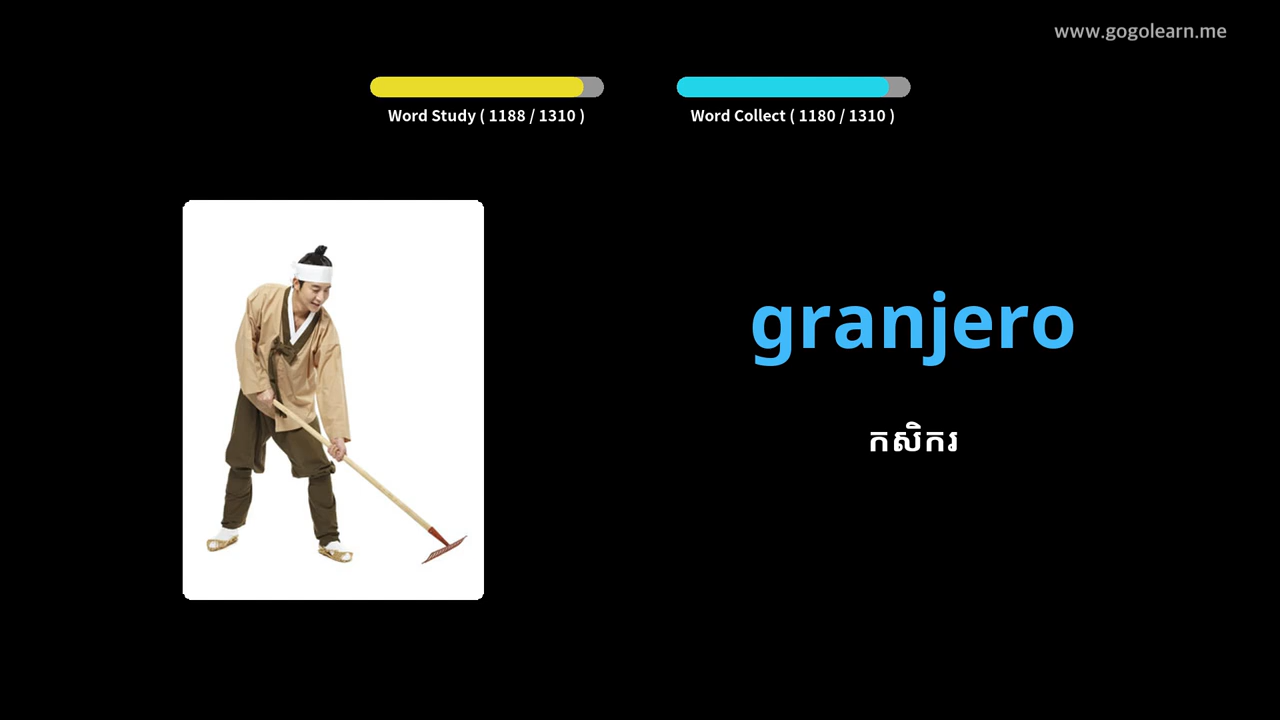 www.gogolearn.me
Word Study ( 1188 / 1310 )
Word Collect ( 1180 / 1310 )
granjero
កសិករ